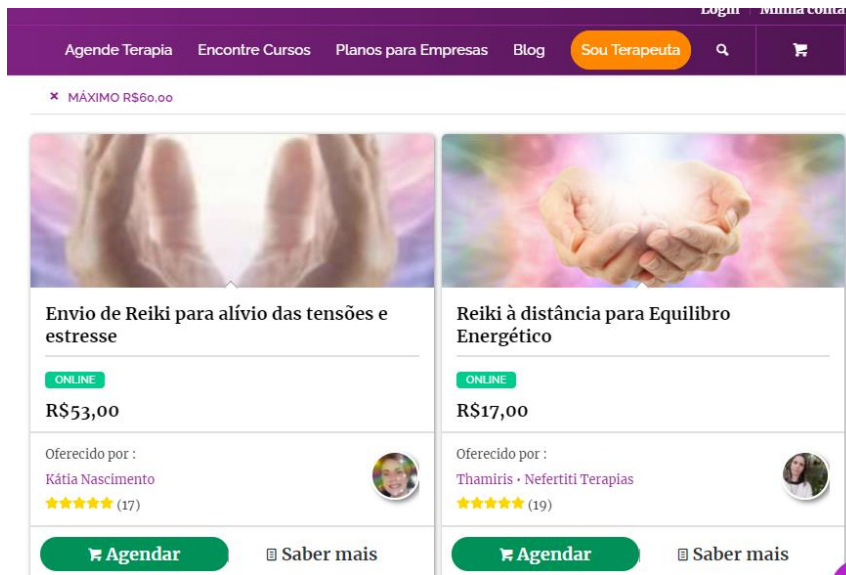 Login Minha conta
Agende Terapia Encontre Cursos Planos para Empresas Blog Sou Terapeuta
× MÁXIMO R$60,00
Envio de Reiki para alívio das tensões e
estresse
ONLINE
R$53,00
Oferecido por :
Kátia Nascimento
(17)
Agendar Saber mais
Reiki à distância para Equilibro
Energético
ONLINE
R$17,00
Oferecido por :
Thamiris • Nefertiti Terapias
(19)
Agendar Saber mais